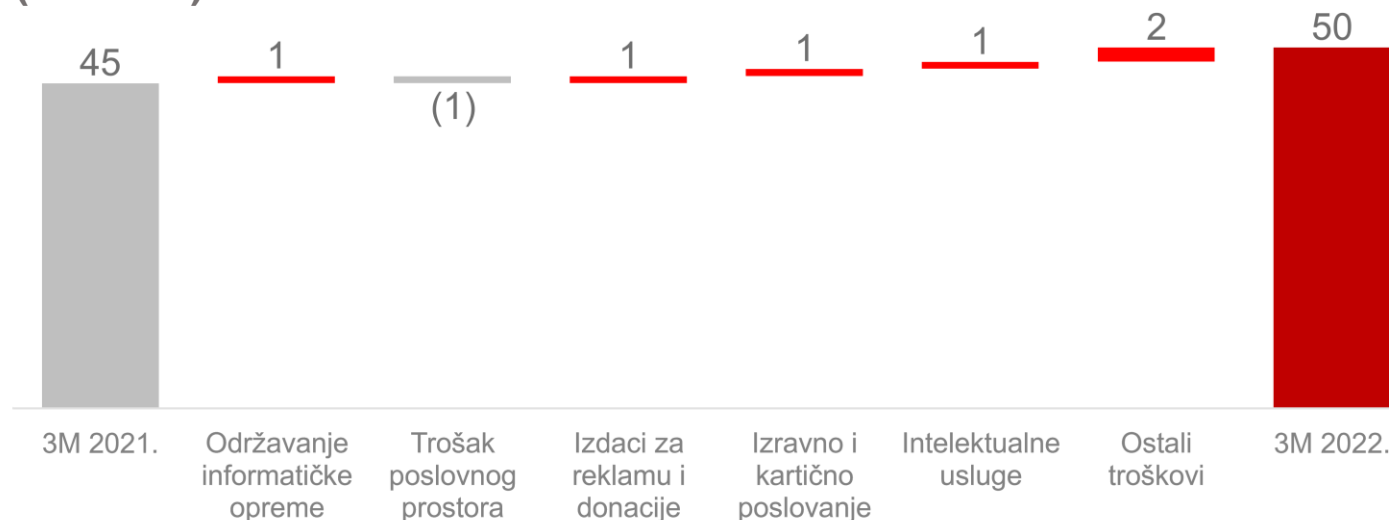 45
1
(1)
1
1
1
2
50
3M 2021.
Održavanje
informatičke
opreme
Trošak
poslovnog
prostora
Izdaci za
reklamu i
donacije
Izravno i
kartično
poslovanje
Intelektualne
usluge
Ostali
troškovi
3M 2022.